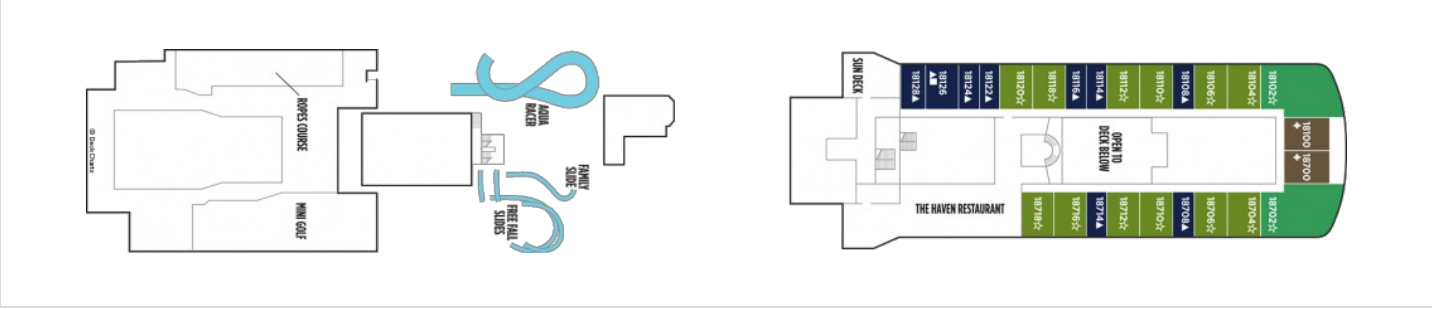 © DeckCharts
ROPES COURSE
MINI GOLF
AQUA
RACER
FAMILY
SLIDE
FREE FALL
SLIDES
SUN DECK
18128▲
18126
▲■
18124▲
18122▲
18120☆
18118☆
18116▲
18114▲
18112☆
18110☆
18108▲
18106☆
18104☆
18102☆
18100
✚
18700
✚
OPEN TO
DECK BELOW
THE HAVEN RESTAURANT
18718☆
18716☆
18714▲
18712☆
18710☆
18708▲
18706☆
18704☆
18702☆